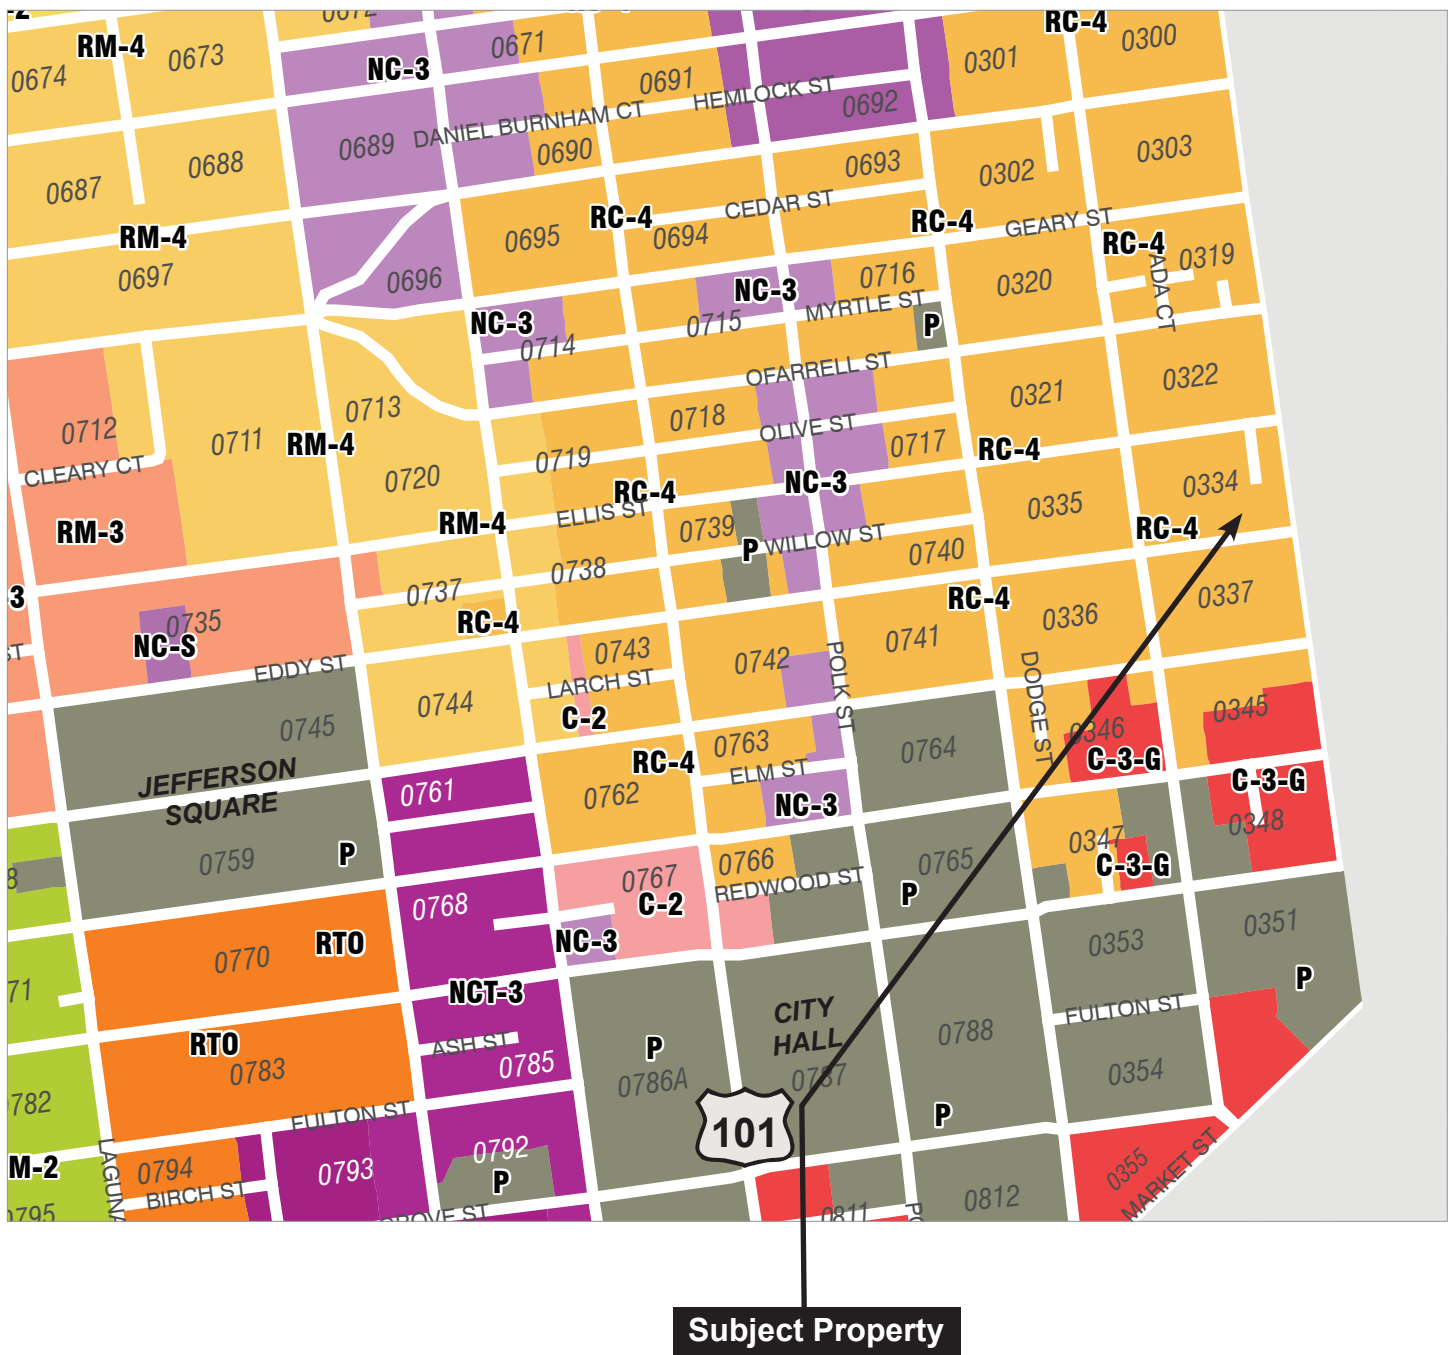 RC-4
0300
RM-4
0673
0671
0301
0674
NC-3
0691
HEMLOCK ST
0692
DANIEL BURNHAM CT
0689
0690
0688
0687
0693
0302
0303
CEDAR ST
RC-4
RC-4
GEARY ST
RM-4
0695
0694
RC-4
0697
0696
NC-3
0716
0320
0319
ADA CT
NC-3
0714
0715
MYRTLE ST
P
OFARRELL ST
0712
0711
0713
0718
0321
0322
CLEARY CT
RM-4
0720
0719
OLIVE ST
0717
RC-4
RM-3
RM-4
RC-4
ELLIS ST
NC-3
0335
0334
RC-4
0739
P
WILLOW ST
0740
0738
0737
RC-4
RC-4
0336
0337
0735
NC-S
EDDY ST
0743
LARCH ST
0742
POLK ST
0741
DODGE ST
0744
C-2
0745
JEFFERSON
SQUARE
0763
ELM ST
RC-4
0764
0346
C-3-G
0345
C-3-G
0761
0762
NC-3
0759
P
0766
REDWOOD ST
0765
P
0347
C-3-G
0348
0767
C-2
0768
NC-3
0770
RTO
0353
0351
P
71
NCT-3
CITY
HALL
0787
0788
FULTON ST
RTO
0783
ASH ST
0785
P
0786A
0354
0782
P
FULTON ST
101
M-2
0794
BIRCH ST
0793
0792
P
0355
MARKET ST
0812
0795
0811
Subject Property